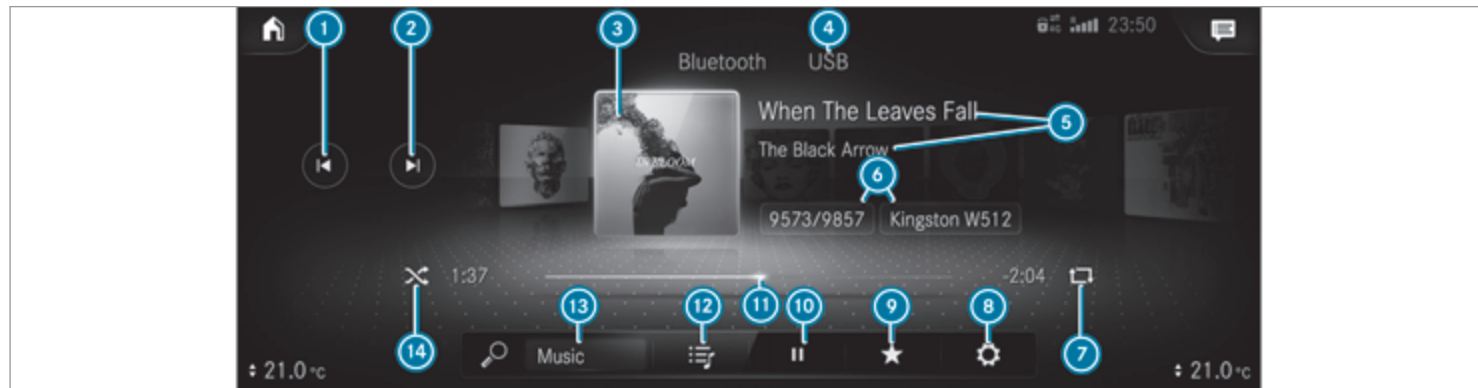 1 2 3 4
23:50
Bluetooth USB
When The Leaves Fall
5
The Black Arrow
6
9573/9857 Kingston W512
1:37 -2:04
13 12 11 10 9 8
14 7
Music
21.0 °C 21.0 °C